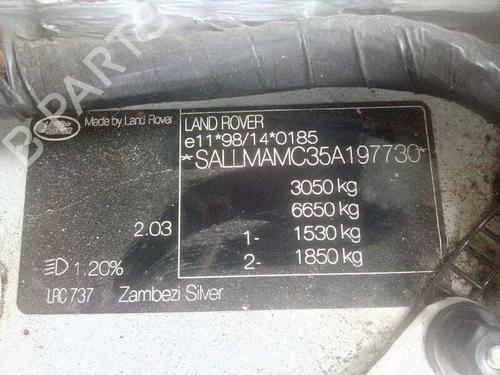 B PARTS
Made by Land Rover
LAND ROVER
e11*98/14*0185
*SALLMAMC35A197730*
3050 kg
6650 kg
2.03 1- 1530 kg
1.20% 2- 1850 kg
LRC 737 Zambezi Silver